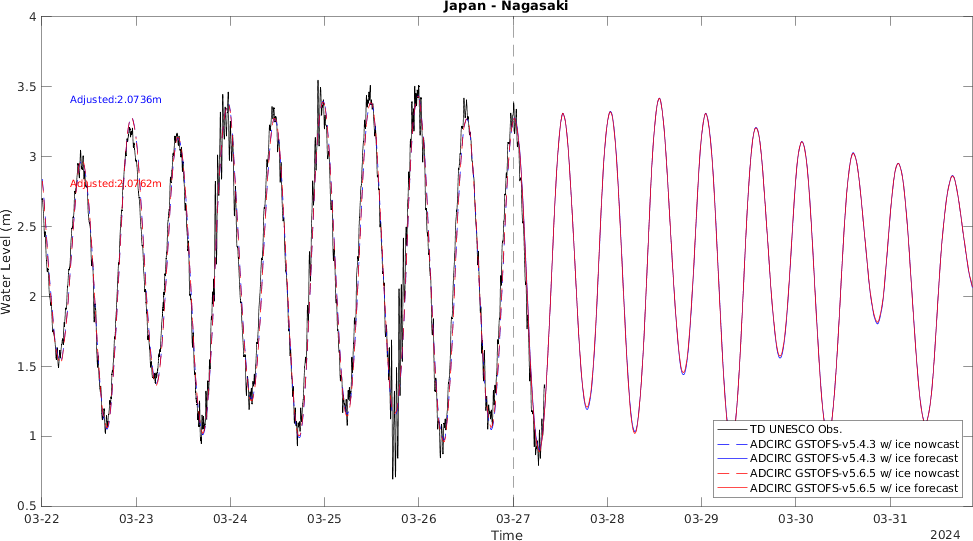 Japan - Nagasaki
4
3.5
3
2.5
2
1.5
1
0.5
Water Level (m)
Adjusted:2.0736m
Adjusted:2.0762m
TD UNESCO Obs.
ADCIRC GSTOFS-v5.4.3 w/ ice nowcast
ADCIRC GSTOFS-v5.4.3 w/ ice forecast
ADCIRC GSTOFS-v5.6.5 w/ ice nowcast
ADCIRC GSTOFS-v5.6.5 w/ ice forecast
03-22 03-23 03-24 03-25 03-26 03-27 03-28 03-29 03-30 03-31
Time
2024